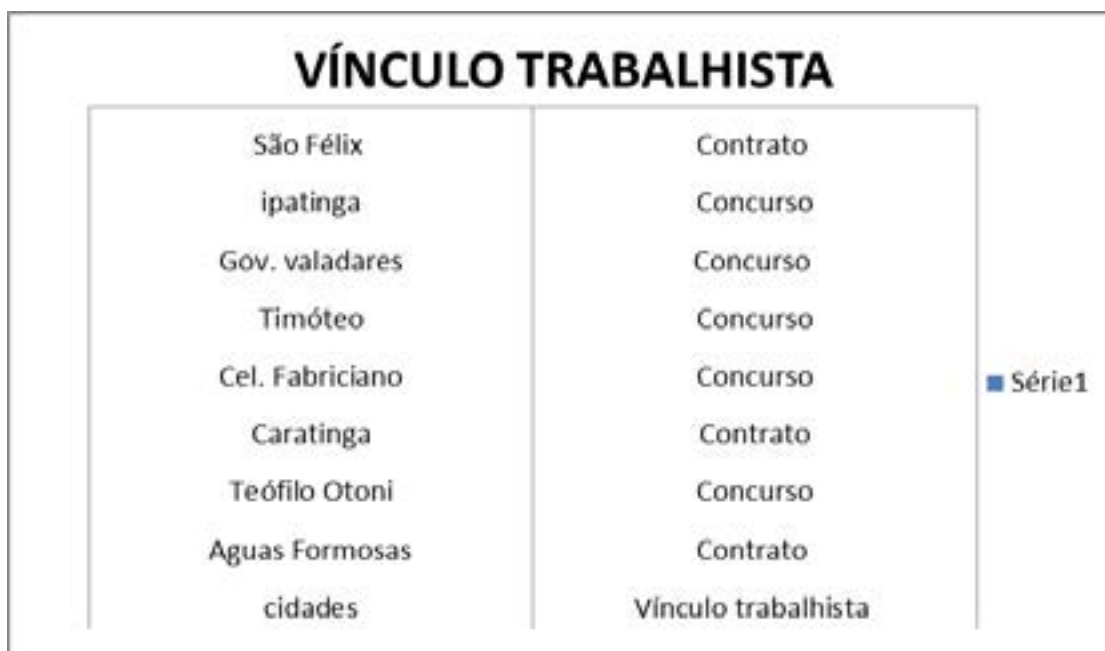 VÍNCULO TRABALHISTA
São Félix Contrato
ipatinga Concurso
Gov. valadares Concurso
Timóteo Concurso
Cel. Fabriciano Concurso
Série1
Caratinga Contrato
Teófilo Otoni Concurso
Aguas Formosas Contrato
cidades Vínculo trabalhista